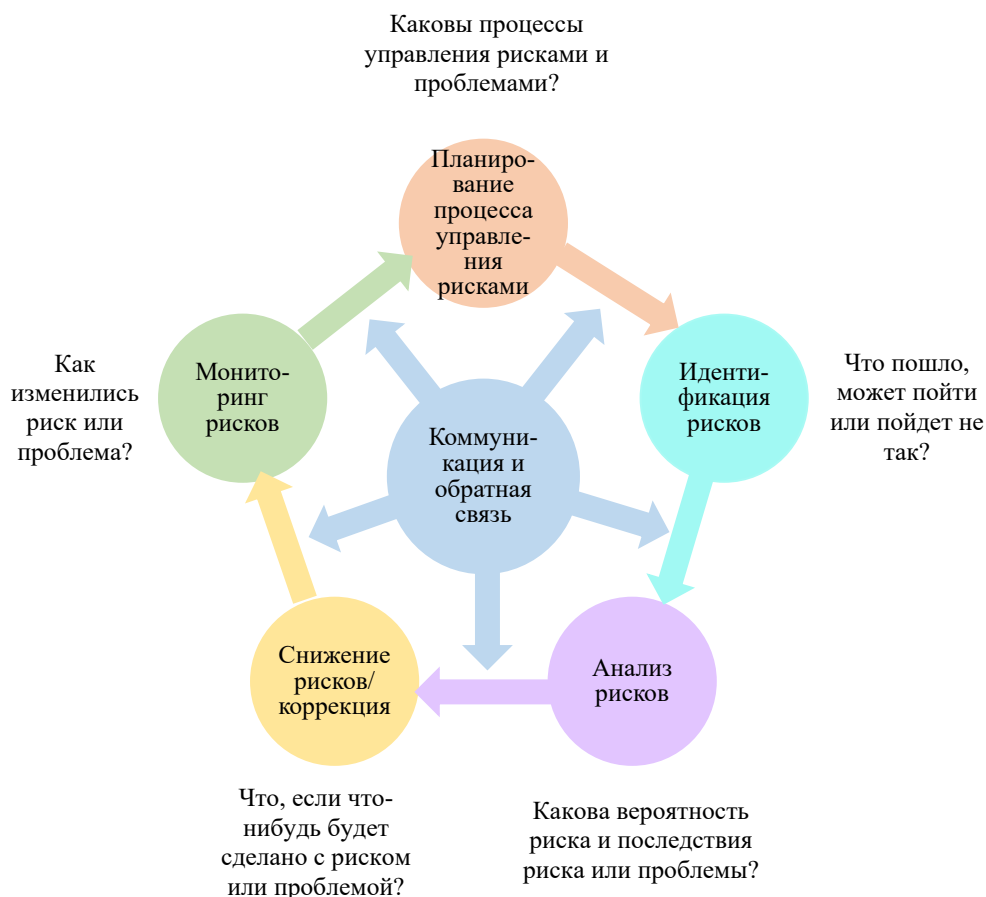 Каковы процессы
управления рисками и
проблемами?
Планиро-
вание
процесса
управле-
ния
рисками
Как
изменились
риск или
проблема?
Монито-
ринг
рисков
Иденти-
фикация
рисков
Что пошло,
может пойти
или пойдет не
так?
Коммуни-
кация и
обратная
связь
Снижение
рисков/
коррекция
Анализ
рисков
Что, если что-
нибудь будет
сделано с риском
или проблемой?
Какова вероятность
риска и последствия
риска или проблемы?